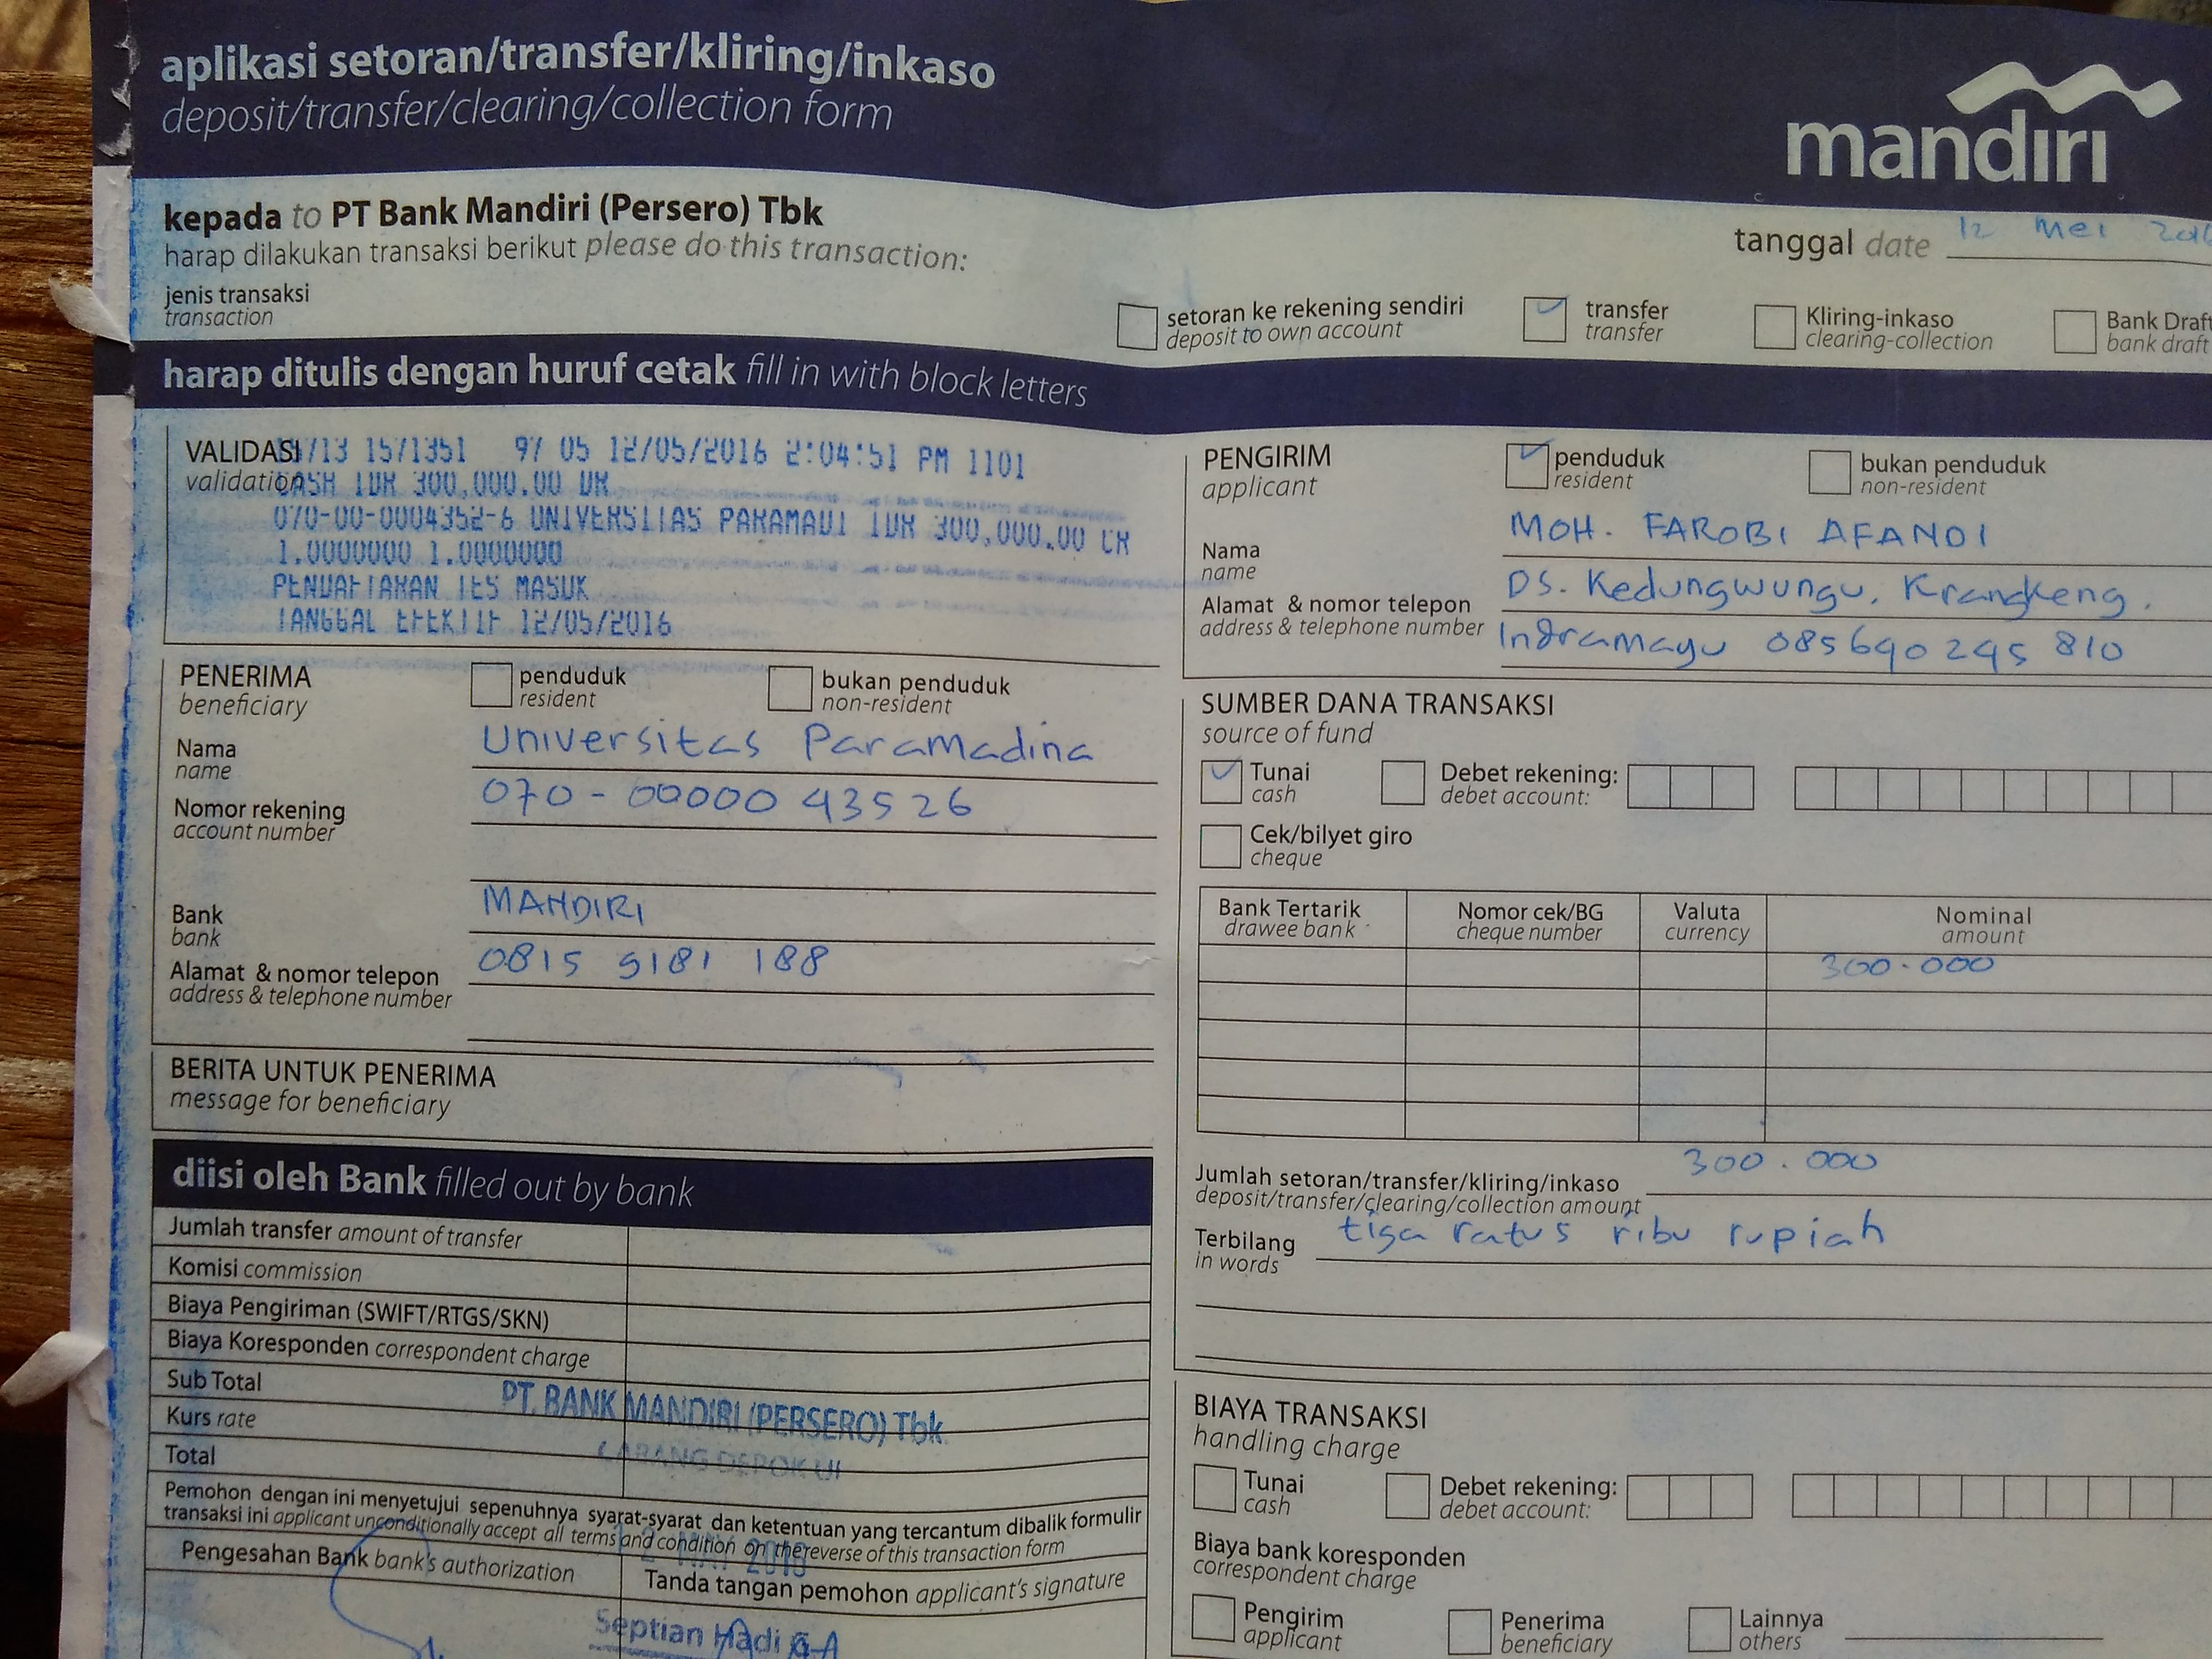 aplikasi setoran/transfer/kliring/inkaso
deposit/transfer/clearing/collection form
mandiri
kepada to PT Bank Mandiri (Persero) Tbk
harap dilakukan transaksi berikut please do this transaction:
tanggal date 12 Mei
jenis transaksi
transaction
setoran ke rekening sendiri
deposit to own account
transfer
transfer
Kliring-inkaso
clearing-collection
Bank Draft
bank draft
harap ditulis dengan huruf cetak fill in with block letters
VALIDASI
validation
/13 1571351 97 05 12/05/2016 2:04:51 PM 1101
CASH IDR 300,000.00 DR
070-00-0004352-6 UNIVERSITAS PARAMADI IDR 300,000.00 CR
1.0000000 1.0000000
PENDAFTARAN TES MASUK
TANGGAL EFEKTIF 12/05/2016
PENERIMA
beneficiary
penduduk
resident
bukan penduduk
non-resident
Nama
name
Universitas Paramadina
Nomor rekening
account number
070-00000 43526
Bank
bank
MANDIRI
Alamat & nomor telepon
address & telephone number
0815 9181 188
BERITA UNTUK PENERIMA
message for beneficiary
diisi oleh Bank filled out by bank
Jumlah transfer amount of transfer
Komisi commission
Biaya Pengiriman (SWIFT/RTGS/SKN)
Biaya Koresponden correspondent charge
Sub Total
Kurs rate
Total
PT. BANK MANDIRI (PERSERO) Tbk
CABANG DEPOK UI
Pemohon dengan ini menyetujui sepenuhnya syarat-syarat dan ketentuan yang tercantum dibalik formulir
transaksi ini applicant unconditionally accept all terms and condition on thereverse of this transaction form
12 MAY 2016
Pengesahan Bank bank's authorization
Tanda tangan pemohon applicant's signature
Septian Hadi
PENGIRIM
applicant
penduduk
resident
bukan penduduk
non-resident
Nama
name
MOH. FAROBI AFANDI
Alamat & nomor telepon
address & telephone number
DS. Kedungwungu, Krangkeng,
Indramayu 085690295810
SUMBER DANA TRANSAKSI
source of fund
Tunai
cash
Debet rekening:
debet account:
Cek/bilyet giro
cheque
Bank Tertarik
drawee bank
Nomor cek/BG
cheque number
Valuta
currency
Nominal
amount
300.000
Jumlah setoran/transfer/kliring/inkaso
deposit/transfer/clearing/collection amount
300.000
Terbilang
in words
tiga ratus ribu rupiah
BIAYA TRANSAKSI
handling charge
Tunai
cash
Debet rekening:
debet account:
Biaya bank koresponden
correspondent charge
Pengirim
applicant
Penerima
beneficiary
Lainnya
others